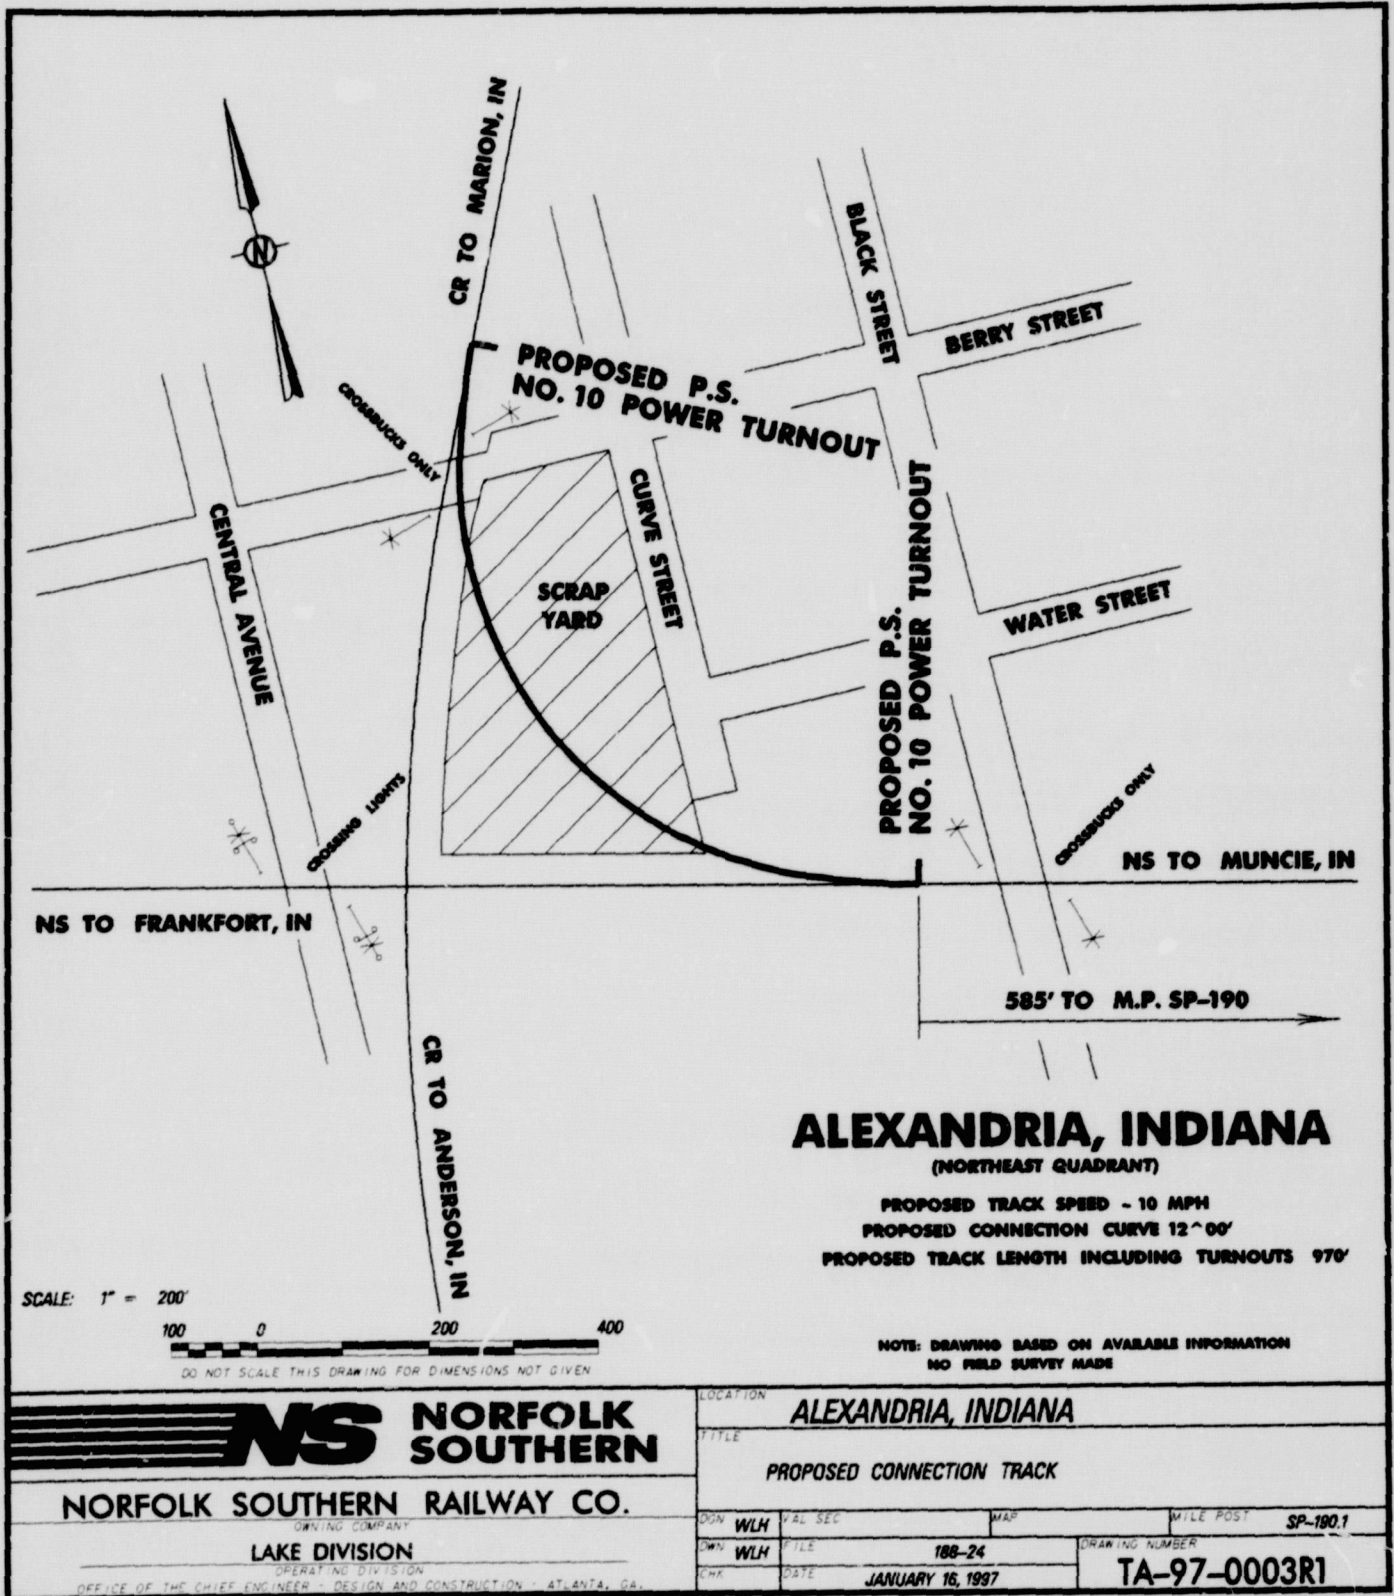 CR TO MARION, IN
N
BLACK STREET
BERRY STREET
PROPOSED P.S.
NO. 10 POWER TURNOUT
CROSSBUCKS ONLY
CENTRAL AVENUE
CURVE STREET
SCRAP
YARD
PROPOSED P.S.
NO. 10 POWER TURNOUT
WATER STREET
CROSSING LIGHTS
CROSSBUCKS ONLY
NS TO MUNCIE, IN
NS TO FRANKFORT, IN
585' TO M.P. SP-190
CR TO ANDERSON, IN
ALEXANDRIA, INDIANA
(NORTHEAST QUADRANT)
PROPOSED TRACK SPEED - 10 MPH
PROPOSED CONNECTION CURVE 12^00'
PROPOSED TRACK LENGTH INCLUDING TURNOUTS 970'
SCALE: 1" = 200'
100 0 200 400
DO NOT SCALE THIS DRAWING FOR DIMENSIONS NOT GIVEN
NOTE: DRAWING BASED ON AVAILABLE INFORMATION
NO FIELD SURVEY MADE
NS NORFOLK
SOUTHERN
NORFOLK SOUTHERN RAILWAY CO.
OWNING COMPANY
LAKE DIVISION
OPERATING DIVISION
OFFICE OF THE CHIEF ENGINEER - DESIGN AND CONSTRUCTION - ATLANTA, GA.
LOCATION
ALEXANDRIA, INDIANA
TITLE
PROPOSED CONNECTION TRACK
DGN WLH VAL SEC MAP MILE POST SP-190.1
DWN WLH FILE 188-24 DRAWING NUMBER
CHK DATE JANUARY 16, 1997 TA-97-0003R1